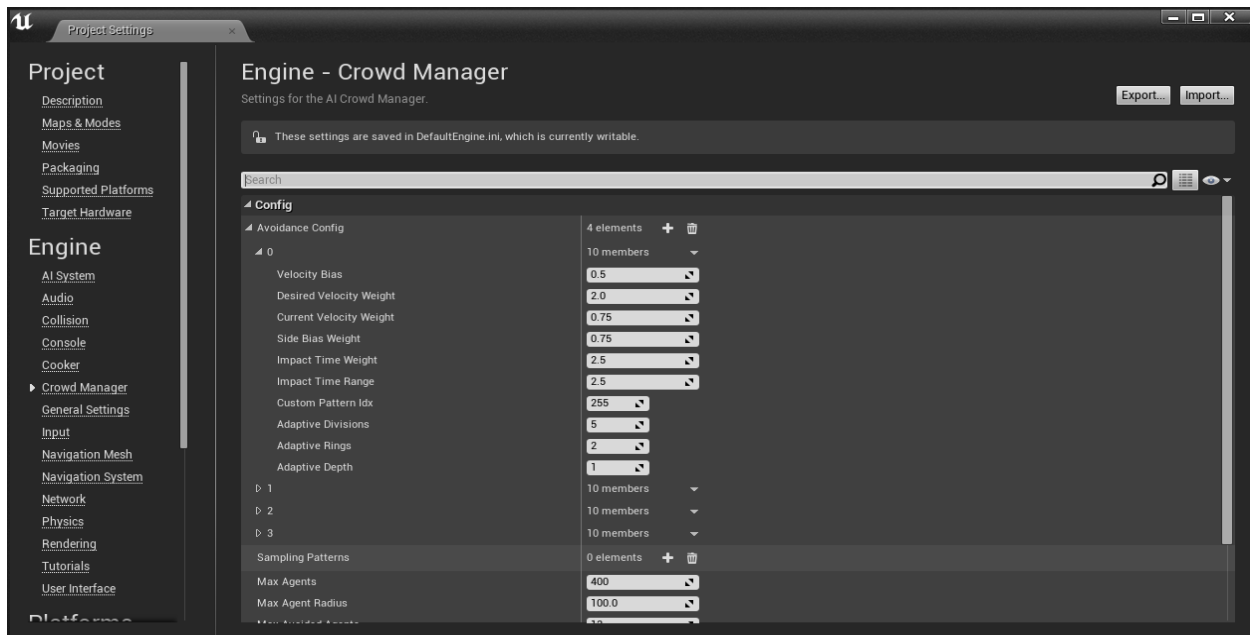 Project Settings
Project
Description
Maps & Modes
Movies
Packaging
Supported Platforms
Target Hardware
Engine
AI System
Audio
Collision
Console
Cooker
Crowd Manager
General Settings
Input
Navigation Mesh
Navigation System
Network
Physics
Rendering
Tutorials
User Interface
Platforms
Engine - Crowd Manager
Settings for the AI Crowd Manager.
Export... Import...
These settings are saved in DefaultEngine.ini, which is currently writable.
Search
Config
Avoidance Config 4 elements
0 10 members
Velocity Bias 0.5
Desired Velocity Weight 2.0
Current Velocity Weight 0.75
Side Bias Weight 0.75
Impact Time Weight 2.5
Impact Time Range 2.5
Custom Pattern Idx 255
Adaptive Divisions 5
Adaptive Rings 2
Adaptive Depth 1
1 10 members
2 10 members
3 10 members
Sampling Patterns 0 elements
Max Agents 400
Max Agent Radius 100.0
Max Avoided Agents